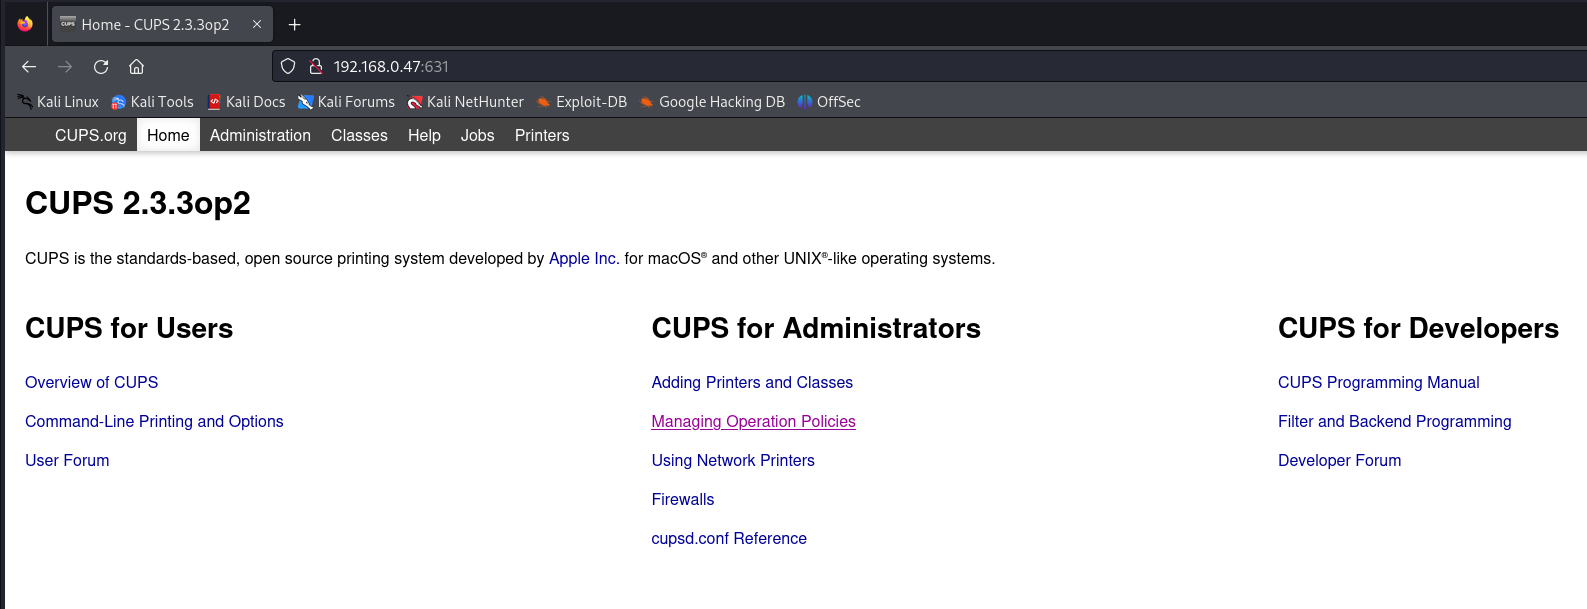 Home - CUPS 2.3.3op2
192.168.0.47:631
Kali Linux Kali Tools Kali Docs Kali Forums Kali NetHunter Exploit-DB Google Hacking DB OffSec
CUPS.org Home Administration Classes Help Jobs Printers
CUPS 2.3.3op2
CUPS is the standards-based, open source printing system developed by Apple Inc. for macOS® and other UNIX®-like operating systems.
CUPS for Users
Overview of CUPS
Command-Line Printing and Options
User Forum
CUPS for Administrators
Adding Printers and Classes
Managing Operation Policies
Using Network Printers
Firewalls
cupsd.conf Reference
CUPS for Developers
CUPS Programming Manual
Filter and Backend Programming
Developer Forum